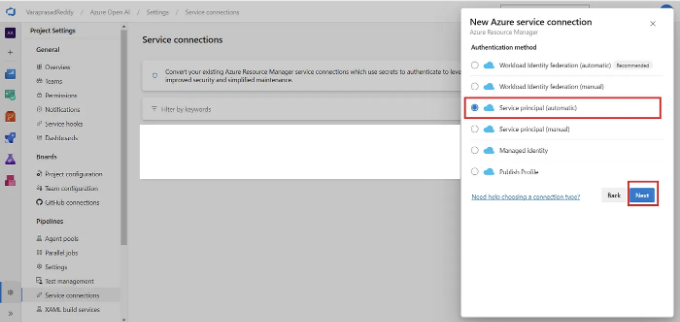 VaraprasadReddy / Azure Open Ai / Settings / Service connections
Project Settings
General
Overview
Teams
Permissions
Notifications
Service hooks
Dashboards
Boards
Project configuration
Team configuration
GitHub connections
Pipelines
Agent pools
Parallel jobs
Settings
Test management
Service connections
XAML build services
Service connections
Convert your existing Azure Resource Manager service connections which use secrets to authenticate to leve
improved security and simplified maintenance.
Filter by keywords
New Azure service connection
Azure Resource Manager
Authentication method
Workload Identity federation (automatic) Recommended
Workload Identity federation (manual)
Service principal (automatic)
Service principal (manual)
Managed identity
Publish Profile
Need help choosing a connection type?
Back
Next